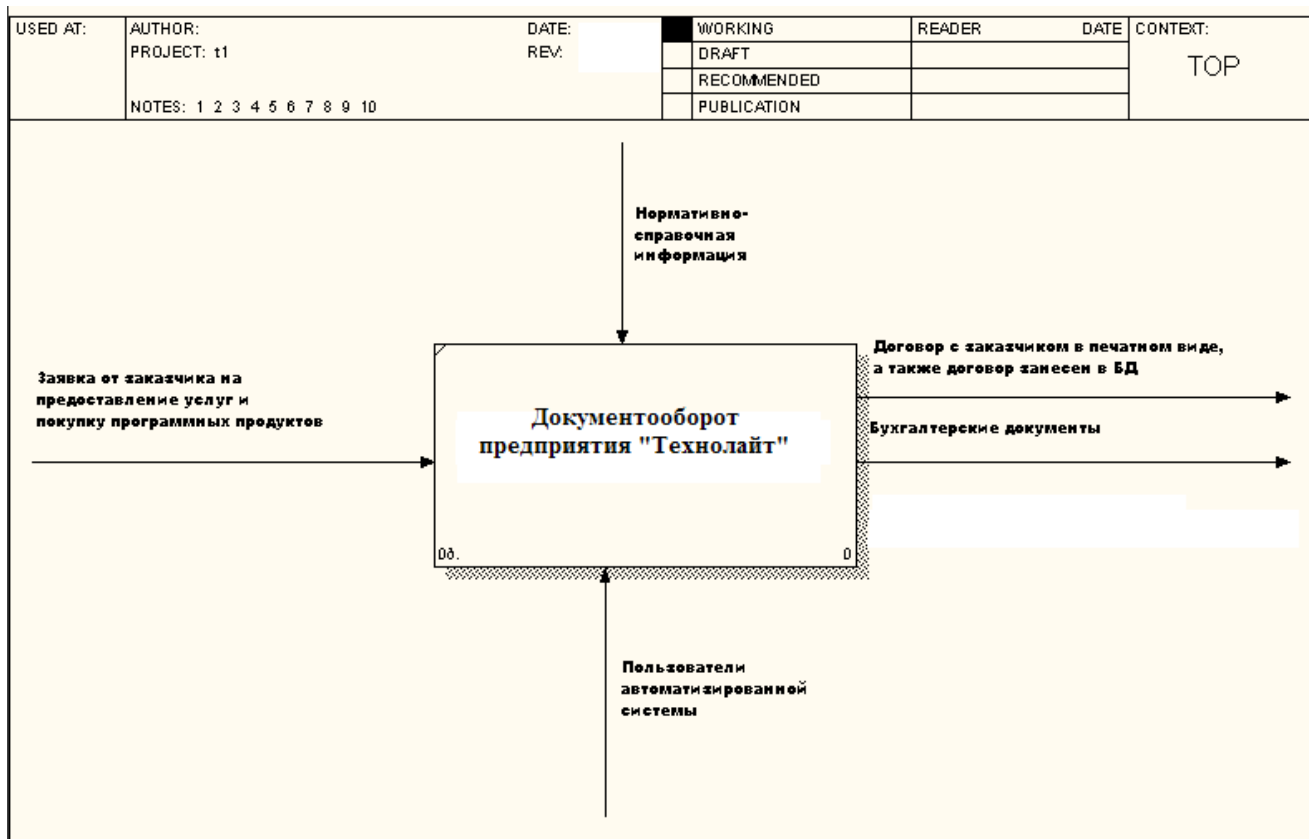 USED AT:
AUTHOR:
DATE:
PROJECT: t1
REV:
NOTES: 1 2 3 4 5 6 7 8 9 10
WORKING
DRAFT
RECOMMENDED
PUBLICATION
READER
DATE
CONTEXT:
TOP
Нормативно-
справочная
информация
Заявка от заказчика на
предоставление услуг и
покупку программных продуктов
Документооборот
предприятия "Технолайт"
0р.
0
Договор с заказчиком в печатном виде,
а также договор занесен в БД
Бухгалтерские документы
Пользователи
автоматизированной
системы